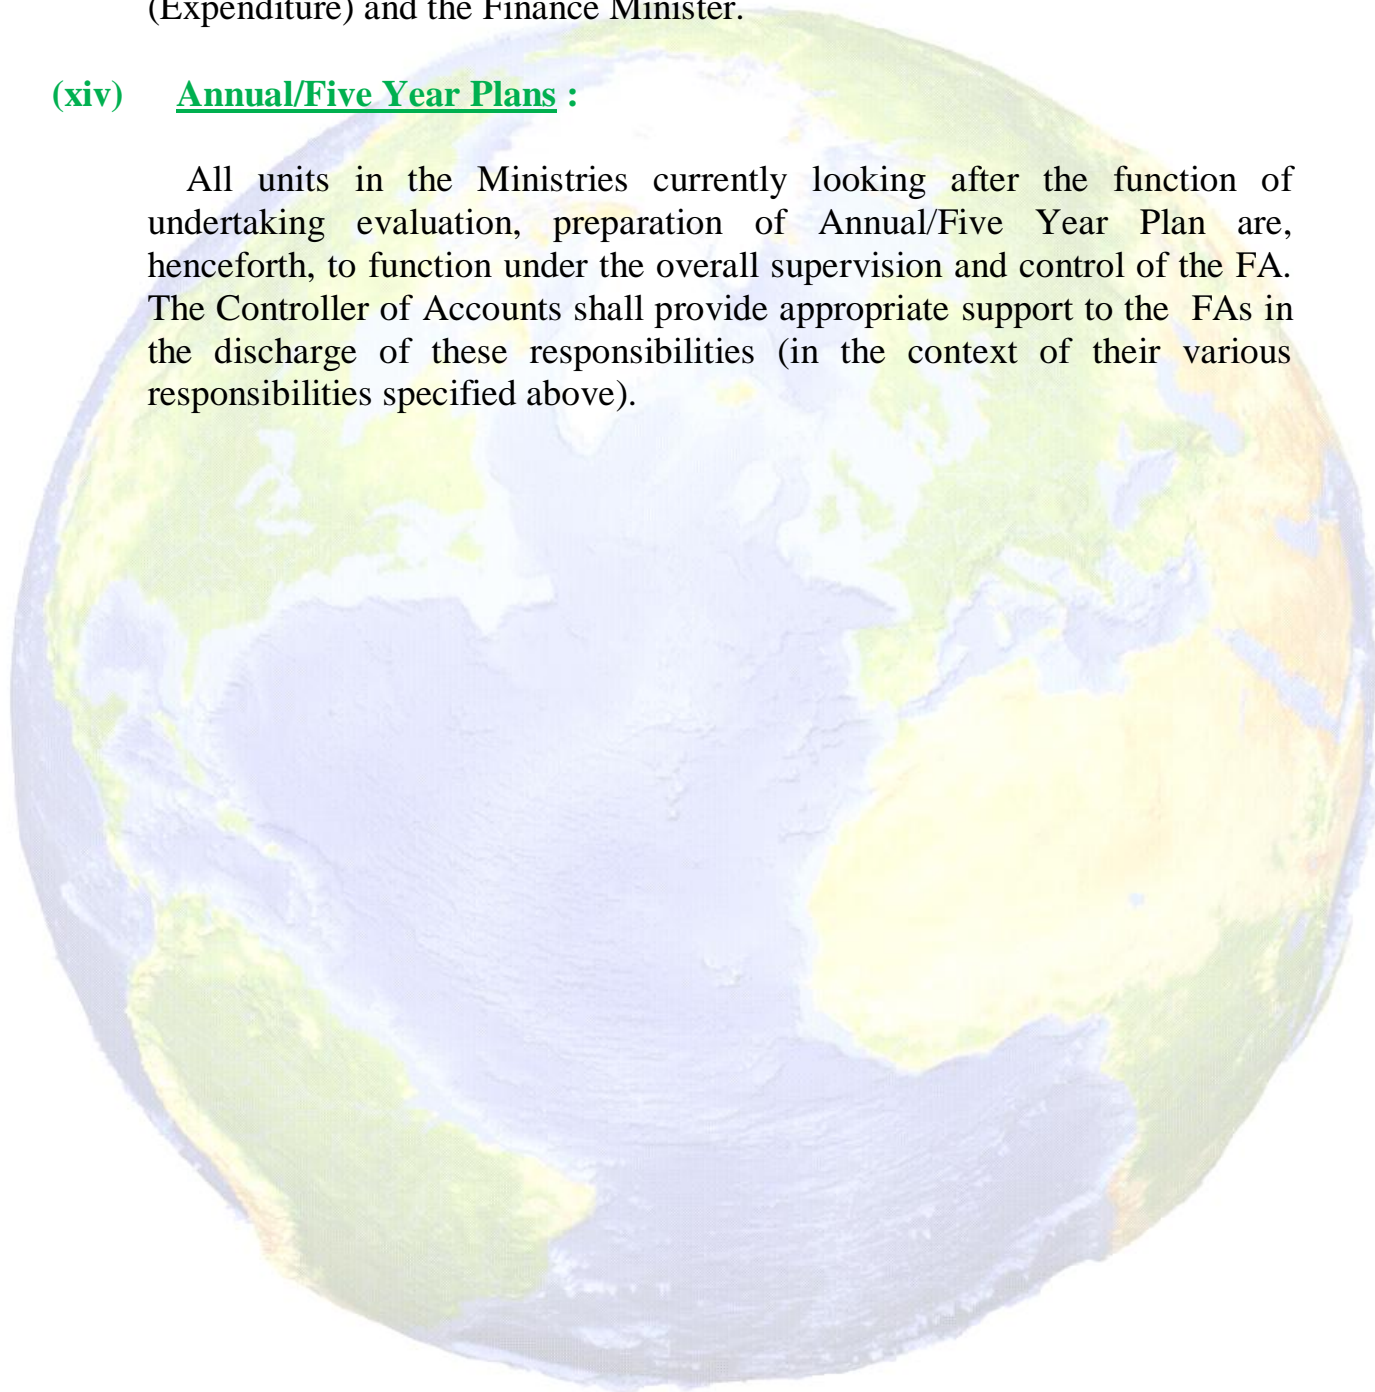 (Expenditure) and the Finance Minister.
(xiv) Annual/Five Year Plans :
All units in the Ministries currently looking after the function of
undertaking evaluation, preparation of Annual/Five Year Plan are,
henceforth, to function under the overall supervision and control of the FA.
The Controller of Accounts shall provide appropriate support to the FAs in
the discharge of these responsibilities (in the context of their various
responsibilities specified above).